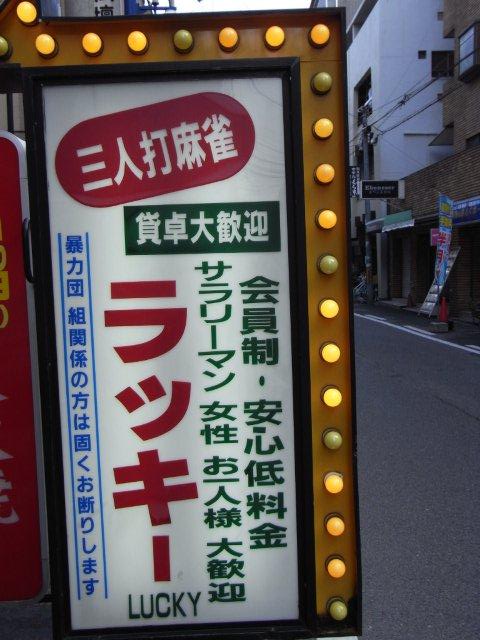 三人打麻雀
貸卓大歓迎
会員制・安心低料金
サラリーマン 女性 お一人様 大歓迎
ラッキー
暴力団 組関係の方は固くお断りします
LUCKY
Ebenezer